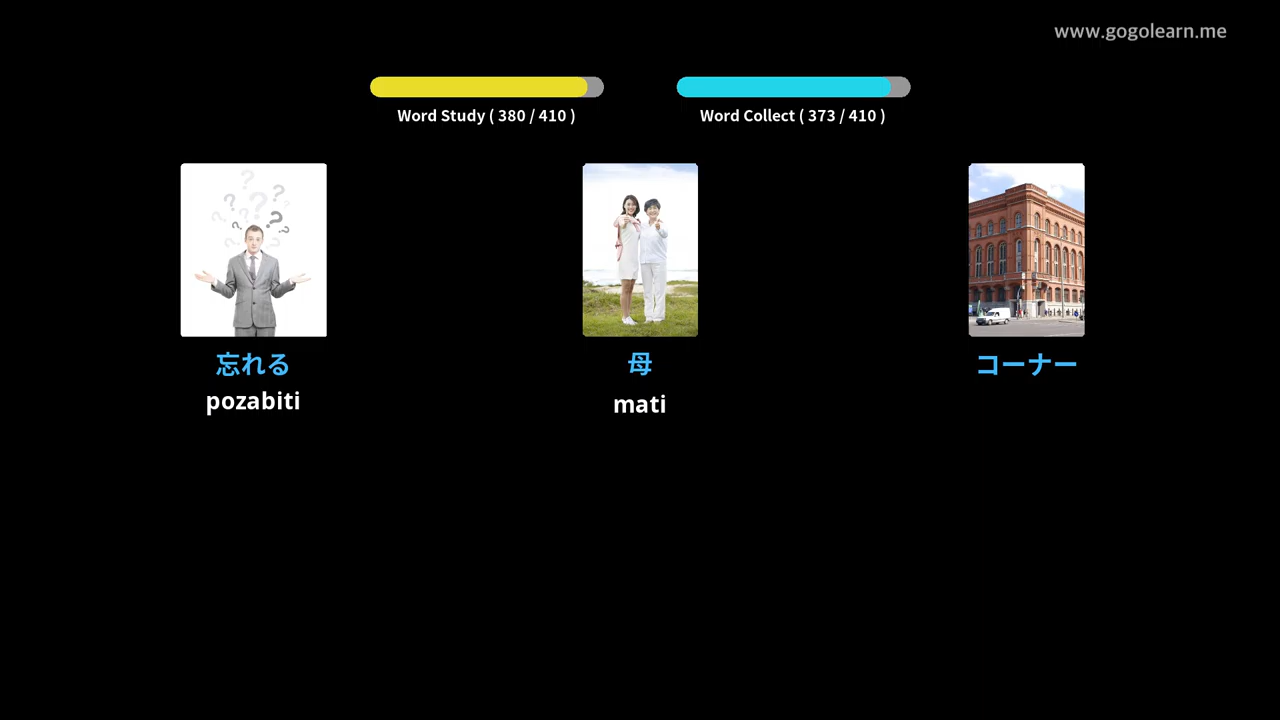 www.gogolearn.me
Word Study ( 380 / 410 )
Word Collect ( 373 / 410 )
忘れる
母
コーナー
pozabiti
mati